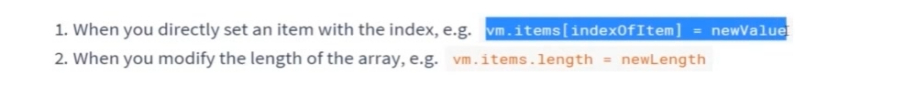 1. When you directly set an item with the index, e.g. vm.items[indexOfItem] = newValue
2. When you modify the length of the array, e.g. vm.items.length = newLength